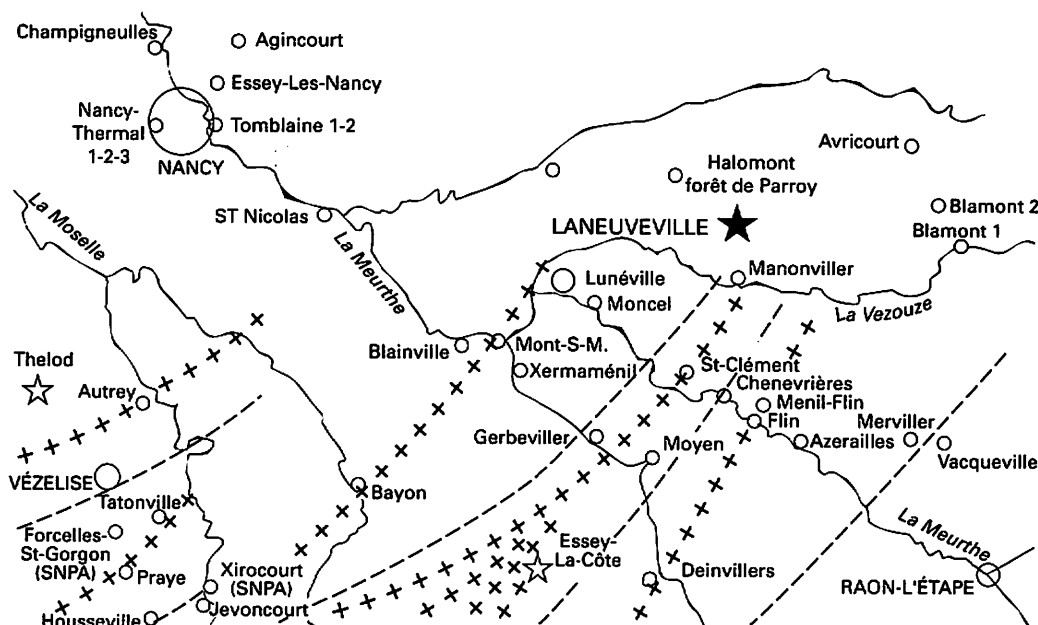 Champigneulles
Agincourt
Essey-Les-Nancy
Nancy-
Thermal
1-2-3
Tomblaine 1-2
NANCY
Avricourt
Halomont
forêt de Parroy
La Moselle
ST Nicolas
La Meurthe
LANEUVEVILLE
Blamont 2
Blamont 1
Lunéville
Manonviller
Moncel
La Vezouze
Thelod
Autrey
Blainville
Mont-S-M.
Xermaménil
St-Clément
Chenevrières
Menil-Flin
Flin
Merviller
Gerbeviller
Moyen
Azerailles
Vacqueville
VÉZELISE
Tatonville
Bayon
Forcelles-
St-Gorgon
(SNPA)
Praye
Xirocourt
(SNPA)
Jevoncourt
Housseville
Essey-
La-Côte
Deinvillers
La Meurthe
RAON-L'ÉTAPE